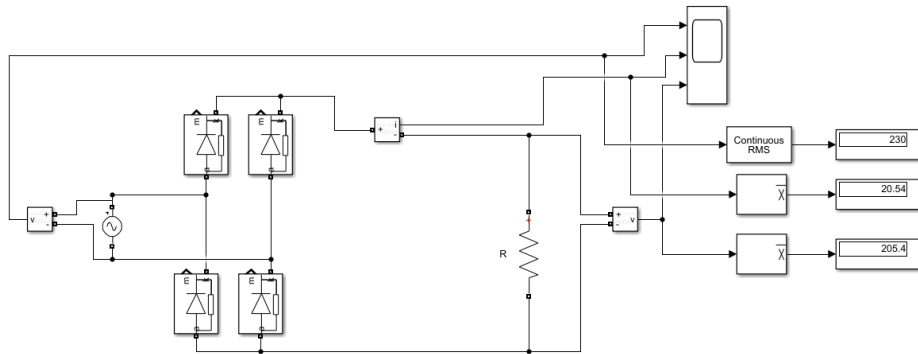 i
+
-
Continuous
RMS
230
m
m
a
a
X
20.54
+
-
v
+
v
-
+
+
R
X
205.4
m
m
a
a